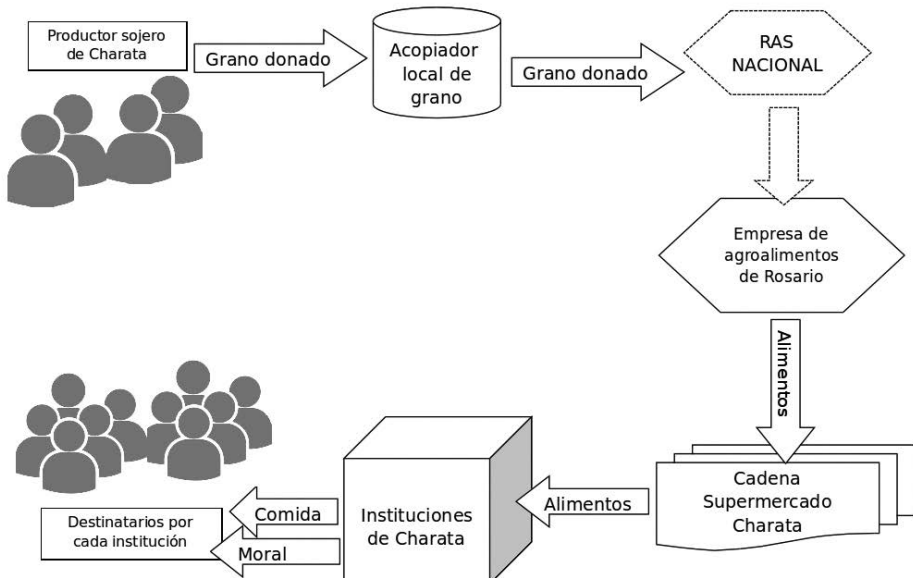 Productor sojero
de Charata
Grano donado
Acopiador
local de
grano
Grano donado
RAS
NACIONAL
Empresa de
agroalimentos
de Rosario
Alimentos
Cadena
Supermercado
Charata
Alimentos
Instituciones
de Charata
Comida
Moral
Destinatarios por
cada institución